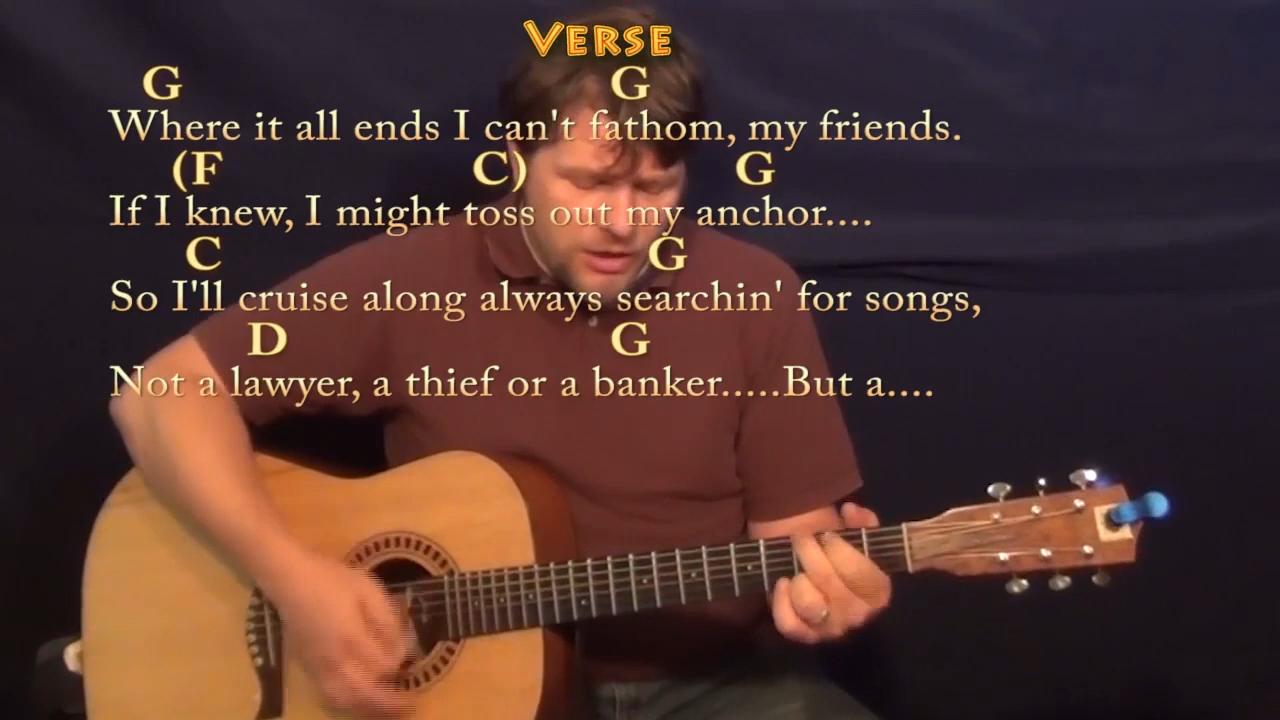 VERSE
G G
Where it all ends I can't fathom, my friends.
(F C) G
If I knew, I might toss out my anchor....
C G
So I'll cruise along always searchin' for songs,
D G
Not a lawyer, a thief or a banker.....But a....